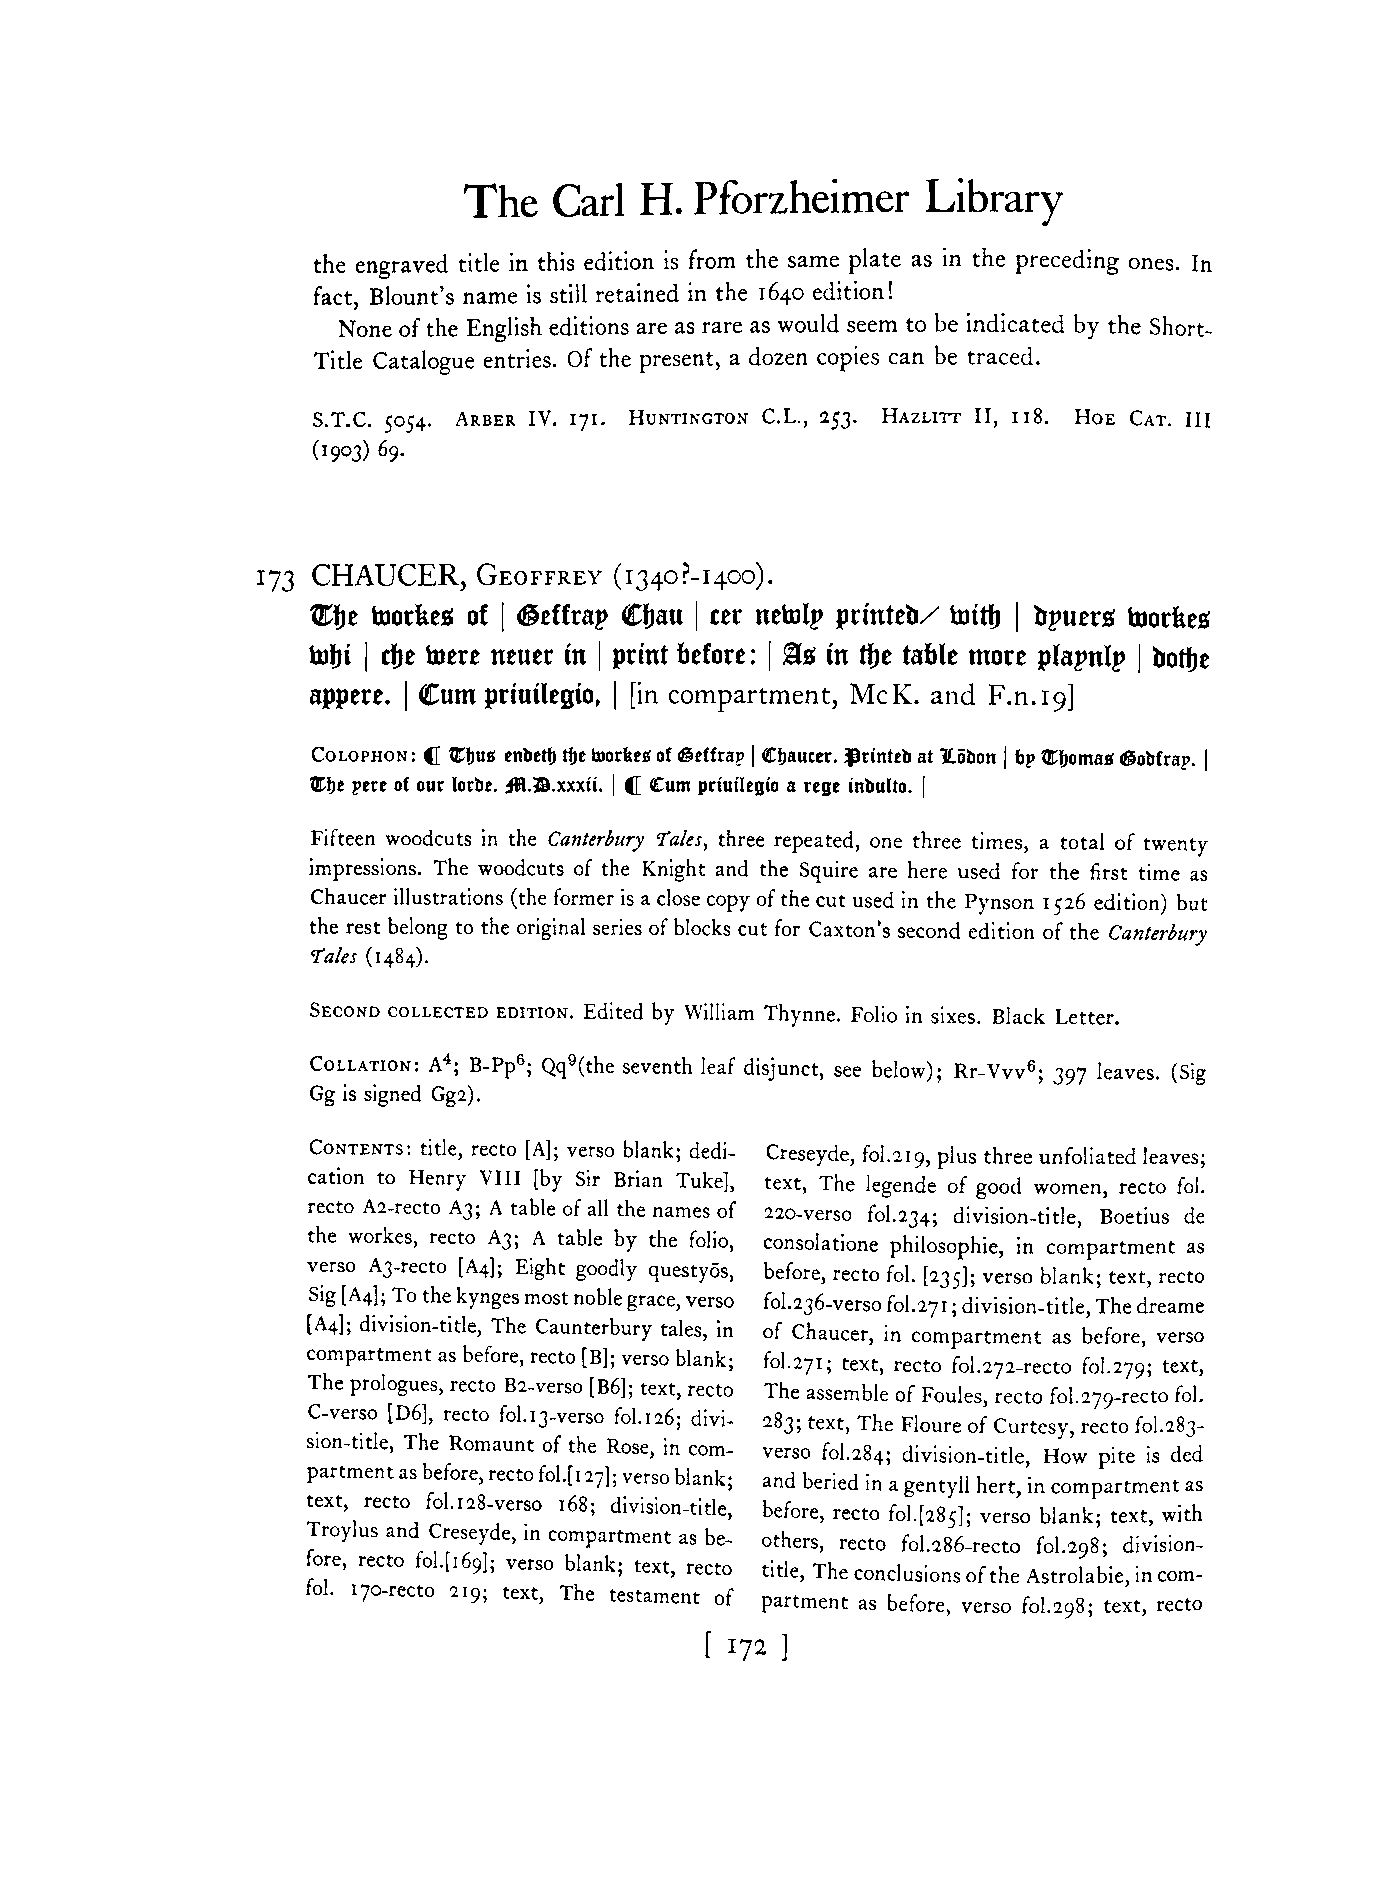 The Carl H. Pforzheimer Library
the engraved title in this edition is from the same plate as in the preceding ones. In
fact, Blount's name is still retained in the 1640 edition!
None of the English editions are as rare as would seem to be indicated by the Short-
Title Catalogue entries. Of the present, a dozen copies can be traced.
S.T.C. 5054. ARBER IV. 171. HUNTINGTON C.L., 253. HAZLITT II, 118. HOE CAT. III
(1903) 69.
173 CHAUCER, GEOFFREY (1340?-1400).
The workes of | Geffray Chau | cer newly printed/ with | dyuers workes
whi | che were neuer in | print before: | As in the table more playnly | dothe
appere. | Cum priuilegio, | [in compartment, McK. and F.n.19]
COLOPHON: ¶ Thus endeth the workes of Geffray | Chaucer. Printed at Lōdon | by Thomas Godfray. |
The yere of our lorde. M.D.xxxii. | ¶ Cum priuilegio a rege indulto. |
Fifteen woodcuts in the Canterbury Tales, three repeated, one three times, a total of twenty
impressions. The woodcuts of the Knight and the Squire are here used for the first time as
Chaucer illustrations (the former is a close copy of the cut used in the Pynson 1526 edition) but
the rest belong to the original series of blocks cut for Caxton's second edition of the Canterbury
Tales (1484).
SECOND COLLECTED EDITION. Edited by William Thynne. Folio in sixes. Black Letter.
COLLATION: A⁴; B-Pp⁶; Qq⁹(the seventh leaf disjunct, see below); Rr-Vvv⁶; 397 leaves. (Sig
Gg is signed Gg2).
CONTENTS: title, recto [A]; verso blank; dedi-
cation to Henry VIII [by Sir Brian Tuke],
recto A2-recto A3; A table of all the names of
the workes, recto A3; A table by the folio,
verso A3-recto [A4]; Eight goodly questyōs,
Sig [A4]; To the kynges most noble grace, verso
[A4]; division-title, The Caunterbury tales, in
compartment as before, recto [B]; verso blank;
The prologues, recto B2-verso [B6]; text, recto
C-verso [D6], recto fol.13-verso fol.126; divi-
sion-title, The Romaunt of the Rose, in com-
partment as before, recto fol.[127]; verso blank;
text, recto fol.128-verso 168; division-title,
Troylus and Creseyde, in compartment as be-
fore, recto fol.[169]; verso blank; text, recto
fol. 170-recto 219; text, The testament of
Creseyde, fol.219, plus three unfoliated leaves;
text, The legende of good women, recto fol.
220-verso fol.234; division-title, Boetius de
consolatione philosophie, in compartment as
before, recto fol. [235]; verso blank; text, recto
fol.236-verso fol.271; division-title, The dreame
of Chaucer, in compartment as before, verso
fol.271; text, recto fol.272-recto fol.279; text,
The assemble of Foules, recto fol.279-recto fol.
283; text, The Floure of Curtesy, recto fol.283-
verso fol.284; division-title, How pite is ded
and beried in a gentyll hert, in compartment as
before, recto fol.[285]; verso blank; text, with
others, recto fol.286-recto fol.298; division-
title, The conclusions of the Astrolabie, in com-
partment as before, verso fol.298; text, recto
[ 172 ]